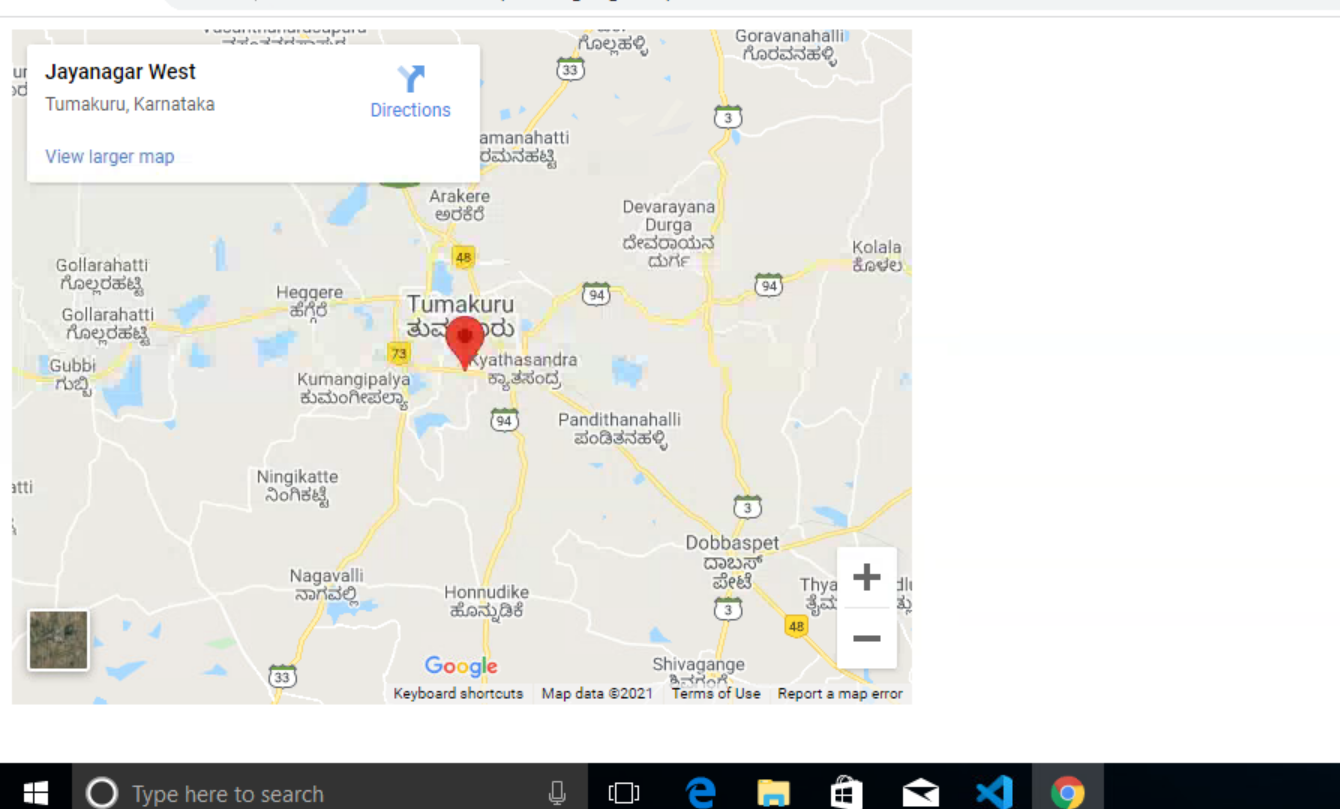 Jayanagar West
Tumakuru, Karnataka
Directions
View larger map
ಗೊಲ್ಲಹಳ್ಳಿ
33
Goravanahalli
ಗೊರವನಹಳ್ಳಿ
3
amanahatti
ರಮನಹಟ್ಟಿ
Arakere
ಅರಕೆರೆ
Devarayana
Durga
ದೇವರಾಯನ
ದುರ್ಗ
48
Kolala
ಕೊಳಲ
Gollarahatti
ಗೊಲ್ಲರಹಟ್ಟಿ
Heggere
ಹೆಗ್ಗೆರೆ
94
94
Tumakuru
Gollarahatti
ಗೊಲ್ಲರಹಟ್ಟಿ
73
Kyathasandra
ಕ್ಯಾತಸಂದ್ರ
Gubbi
ಗುಬ್ಬಿ
Kumangipalya
ಕುಮಂಗೀಪಲ್ಯಾ
94
Pandithanahalli
ಪಂಡಿತನಹಳ್ಳಿ
Ningikatte
ನಿಂಗಿಕಟ್ಟೆ
atti
3
Dobbaspet
ದಾಬಸ್
ಪೇಟೆ
+
Nagavalli
ನಾಗವಲ್ಲಿ
Honnudike
ಹೊನ್ನುಡಿಕೆ
Thya
3
48
−
Shivagange
33
Google
Keyboard shortcuts Map data ©2021 Terms of Use Report a map error
Type here to search